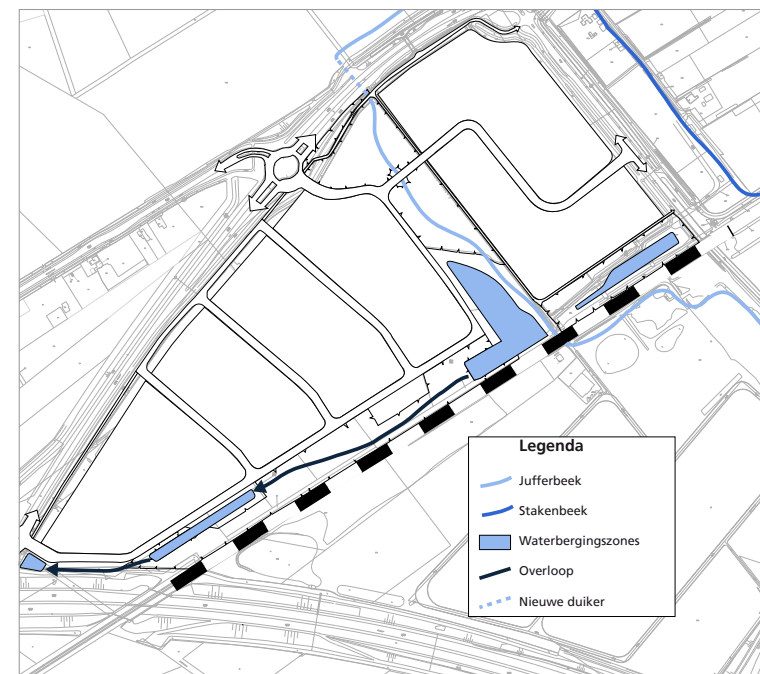 Legenda
Jufferbeek
Stakenbeek
Waterbergingszones
Overloop
Nieuwe duiker